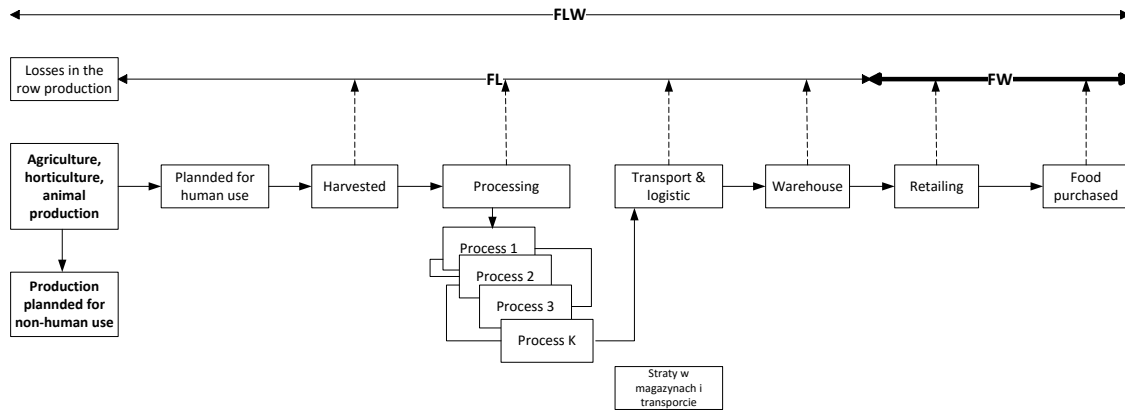 FLW
Losses in the
row production
FL
FW
Agriculture,
horticulture,
animal
production
Plannded for
human use
Harvested
Processing
Transport &
logistic
Warehouse
Retailing
Food
purchased
Process 1
Process 2
Process 3
Process K
Production
plannded for
non-human use
Straty w
magazynach i
transporcie